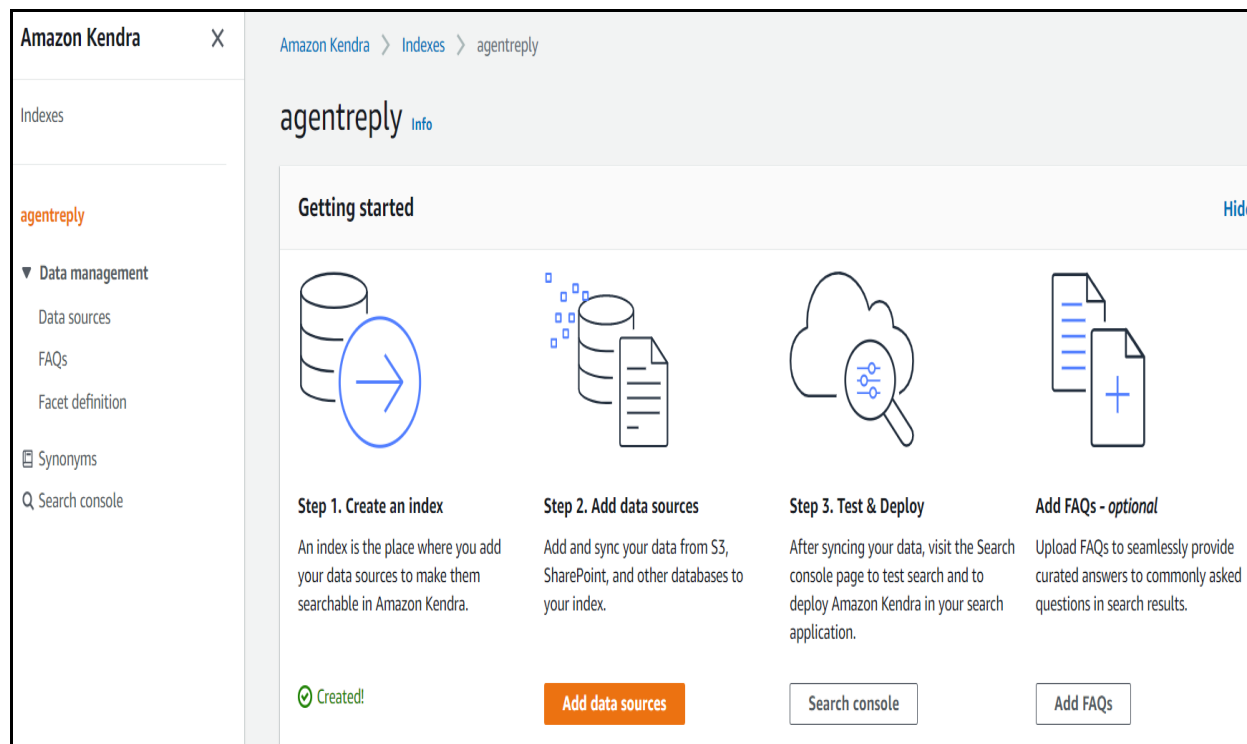 Amazon Kendra
Indexes
agentreply
Data management
Data sources
FAQs
Facet definition
Synonyms
Search console
Amazon Kendra > Indexes > agentreply
agentreply Info
Getting started
Hide
Step 1. Create an index
An index is the place where you add
your data sources to make them
searchable in Amazon Kendra.
Created!
Step 2. Add data sources
Add and sync your data from S3,
SharePoint, and other databases to
your index.
Add data sources
Step 3. Test & Deploy
After syncing your data, visit the Search
console page to test search and to
deploy Amazon Kendra in your search
application.
Search console
Add FAQs - optional
Upload FAQs to seamlessly provide
curated answers to commonly asked
questions in search results.
Add FAQs